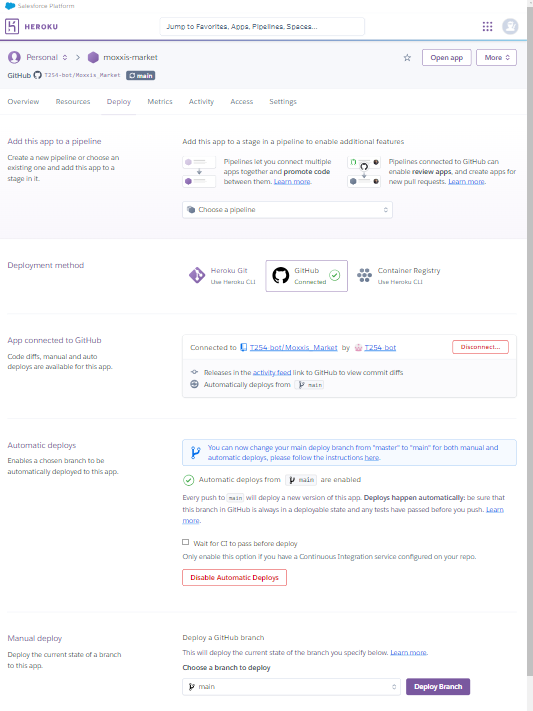 Salesforce Platform
HEROKU
Jump to Favorites, Apps, Pipelines, Spaces...
Personal
moxxis-market
Open app
More
GitHub T254-bot/Moxxis_Market main
Overview Resources Deploy Metrics Activity Access Settings
Add this app to a pipeline
Create a new pipeline or choose an
existing one and add this app to a
stage in it.
Add this app to a stage in a pipeline to enable additional features
Pipelines let you connect multiple
apps together and promote code
between them. Learn more.
Pipelines connected to GitHub can
enable review apps, and create apps for
new pull requests. Learn more.
Choose a pipeline
Deployment method
Heroku Git
Use Heroku CLI
GitHub
Connected
Container Registry
Use Heroku CLI
App connected to GitHub
Code diffs, manual and auto
deploys are available for this app.
Connected to T254-bot/Moxxis_Market by T254-bot
Disconnect...
Releases in the activity feed link to GitHub to view commit diffs
Automatically deploys from main
Automatic deploys
Enables a chosen branch to be
automatically deployed to this app.
You can now change your main deploy branch from "master" to "main" for both manual and
automatic deploys, please follow the instructions here.
Automatic deploys from main are enabled
Every push to main will deploy a new version of this app. Deploys happen automatically: be sure that
this branch in GitHub is always in a deployable state and any tests have passed before you push. Learn
more.
Wait for CI to pass before deploy
Only enable this option if you have a Continuous Integration service configured on your repo.
Disable Automatic Deploys
Manual deploy
Deploy the current state of a branch
to this app.
Deploy a GitHub branch
This will deploy the current state of the branch you specify below. Learn more.
Choose a branch to deploy
main
Deploy Branch